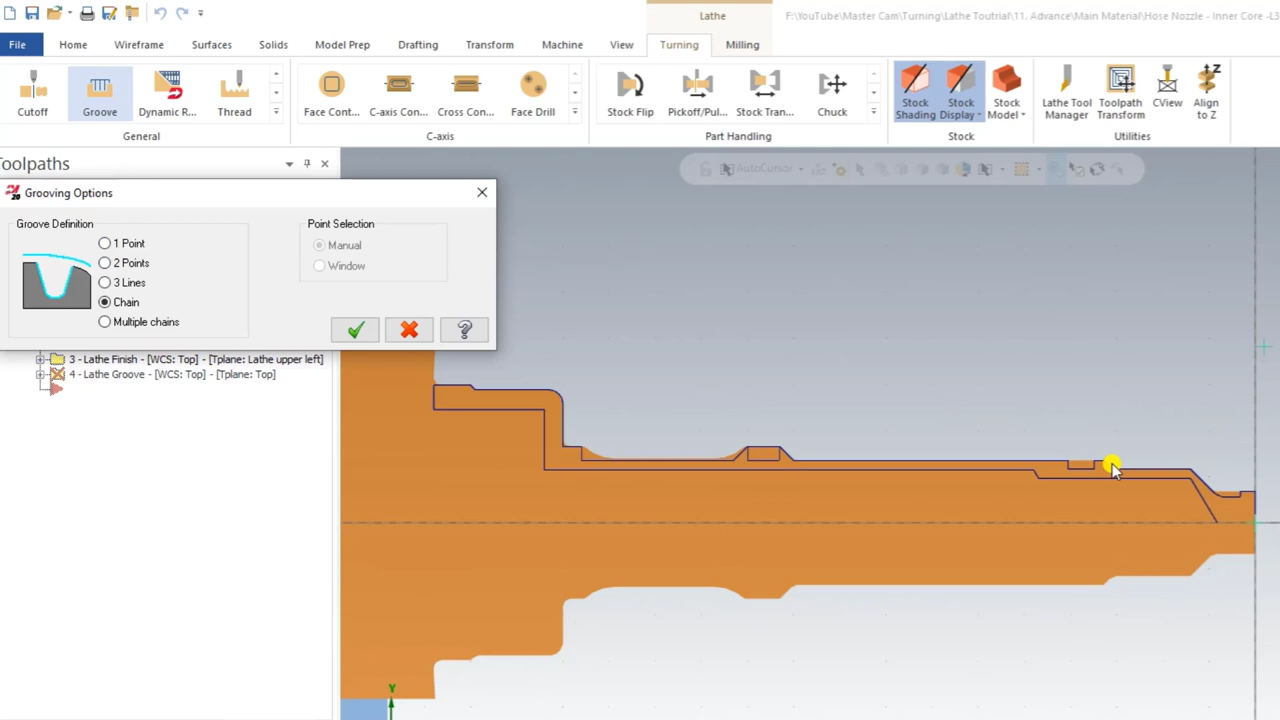 Lathe
F:\YouTube\Master Cam\Turning\Lathe Toutrial\11. Advance\Main Material\Hose Nozzle - Inner Core -L3
File Home Wireframe Surfaces Solids Model Prep Drafting Transform Machine View Turning Milling
Cutoff Groove Dynamic R... Thread Face Cont... C-axis Con... Cross Con... Face Drill Stock Flip Pickoff/Pul... Stock Tran... Chuck Stock Shading Stock Display Stock Model Lathe Tool Manager Toolpath Transform CView Align to Z
General C-axis Part Handling Stock Utilities
Toolpaths
AutoCursor
20 Grooving Options
Groove Definition
Point Selection
1 Point
Manual
2 Points
Window
3 Lines
Chain
Multiple chains
3 - Lathe Finish - [WCS: Top] - [Tplane: Lathe upper left]
4 - Lathe Groove - [WCS: Top] - [Tplane: Top]
Y